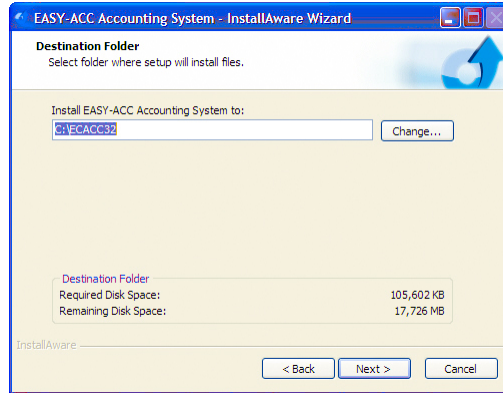 EASY-ACC Accounting System - InstallAware Wizard
Destination Folder
Select folder where setup will install files.
Install EASY-ACC Accounting System to:
C:\ECACC32
Change...
Destination Folder
Required Disk Space: 105,602 KB
Remaining Disk Space: 17,726 MB
InstallAware
< Back Next > Cancel